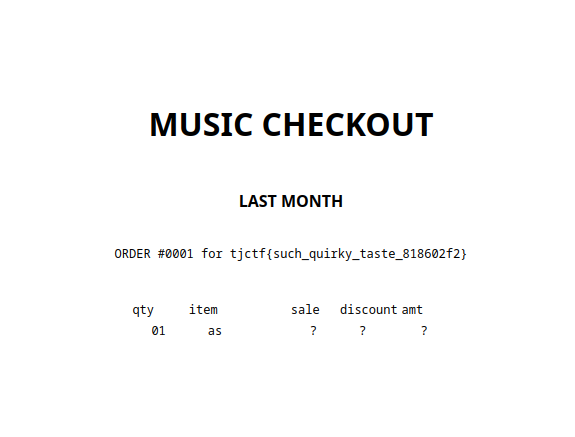 MUSIC CHECKOUT
LAST MONTH
ORDER #0001 for tjctf{such_quirky_taste_818602f2}
qty item sale discount amt
01 as ? ? ?